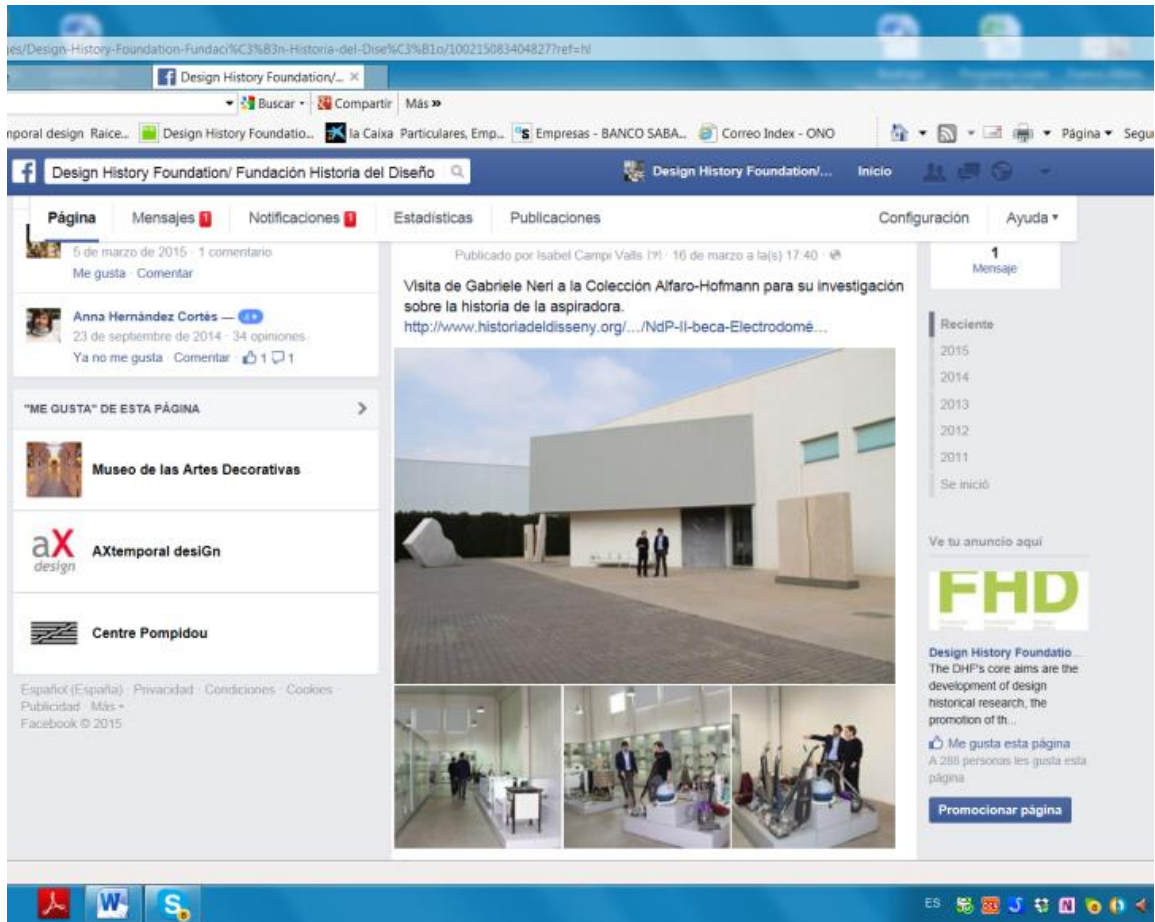 es/Design-History-Foundation-Fundaci%C3%B3n-Historia-del-Dise%C3%B1o/100215083404827?ref=hl
Design History Foundation/... ×
Buscar Compartir Más »
mporal design Raice... Design History Foundatio... la Caixa Particulares, Emp... Empresas - BANCO SABA... Correo Index - ONO Página Segu
Design History Foundation/ Fundación Historia del Diseño Design History Foundation/... Inicio
Página Mensajes 1 Notificaciones 1 Estadísticas Publicaciones Configuración Ayuda
5 de marzo de 2015 · 1 comentario
Me gusta · Comentar
Anna Hernández Cortés —
23 de septiembre de 2014 · 34 opiniones
Ya no me gusta · Comentar · 1 1
"ME GUSTA" DE ESTA PÁGINA
Museo de las Artes Decorativas
aX
design
AXtemporal desiGn
Centre Pompidou
Español (España) · Privacidad · Condiciones · Cookies ·
Publicidad · Más
Facebook © 2015
Publicado por Isabel Campi Valls [?] · 16 de marzo a la(s) 17:40 ·
Visita de Gabriele Neri a la Colección Alfaro-Hofmann para su investigación
sobre la historia de la aspiradora.
http://www.historiadeldisseny.org/.../NdP-II-beca-Electrodomé...
1
Mensaje
Reciente
2015
2014
2013
2012
2011
Se inició
Ve tu anuncio aquí
FHD
Design History Foundatio...
The DHF's core aims are the
development of design
historical research, the
promotion of th...
Me gusta esta página
A 288 personas les gusta esta
página
Promocionar página
ES